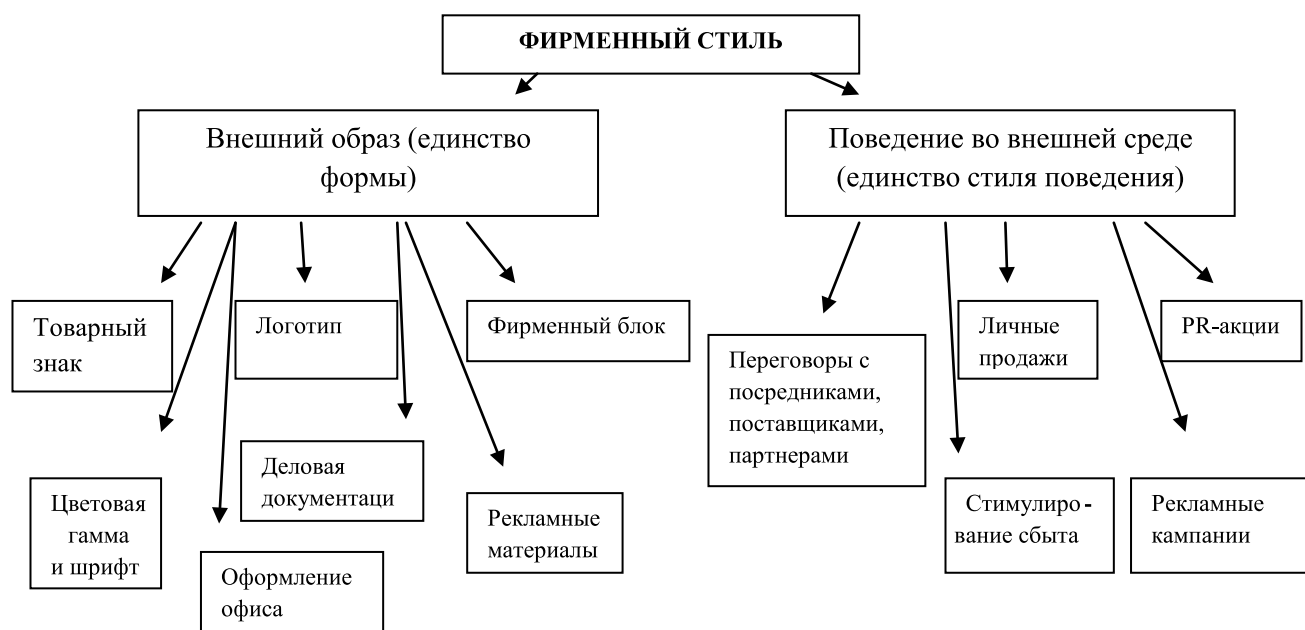 ФИРМЕННЫЙ СТИЛЬ
Внешний образ (единство
формы)
Поведение во внешней среде
(единство стиля поведения)
Товарный
знак
Логотип
Фирменный блок
Переговоры с
посредниками,
поставщиками,
партнерами
Личные
продажи
PR-акции
Цветовая
гамма
и шрифт
Оформление
офиса
Деловая
документаци
Рекламные
материалы
Стимулиро-
вание сбыта
Рекламные
кампании